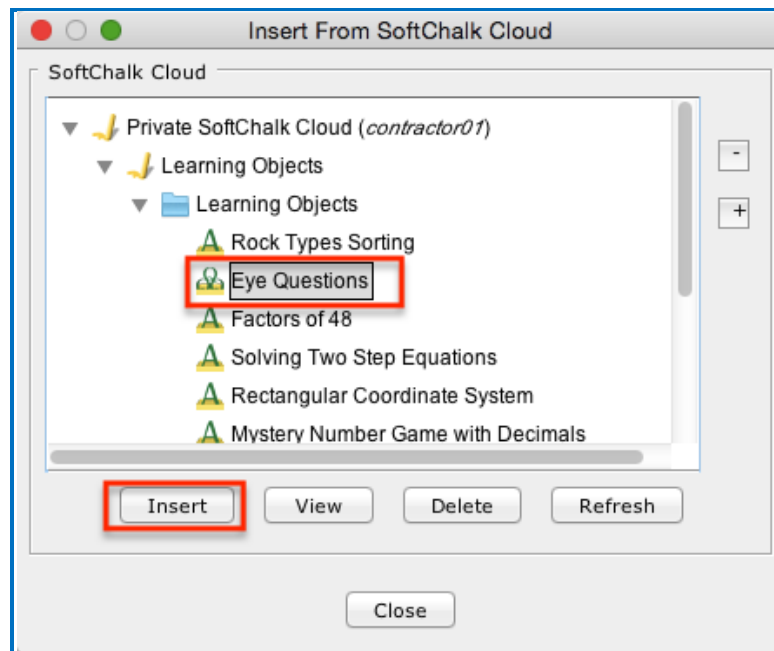 Insert From SoftChalk Cloud
SoftChalk Cloud
Private SoftChalk Cloud (contractor01)
Learning Objects
Learning Objects
A Rock Types Sorting
Eye Questions
A Factors of 48
A Solving Two Step Equations
A Rectangular Coordinate System
A Mystery Number Game with Decimals
-
+
Insert View Delete Refresh
Close